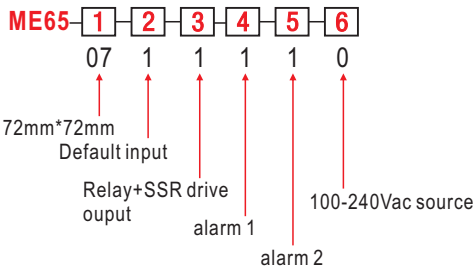 ME65-1 2 3 4 5 6
07 1 1 1 1 0
72mm*72mm
Default input
Relay+SSR drive
ouput
100-240Vac source
alarm 1
alarm 2